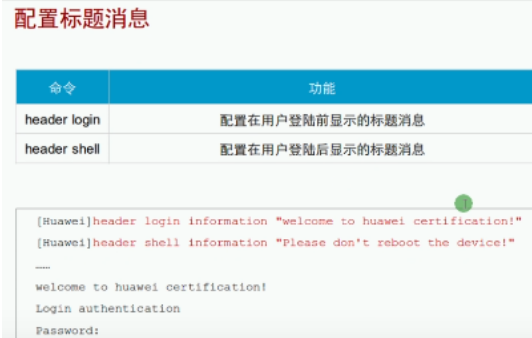 配置标题消息
命令 功能
header login 配置在用户登陆前显示的标题消息
header shell 配置在用户登陆后显示的标题消息
[Huawei]header login information "welcome to huawei certification!"
[Huawei]header shell information "Please don't reboot the device!"
……
welcome to huawei certification!
Login authentication
Password: